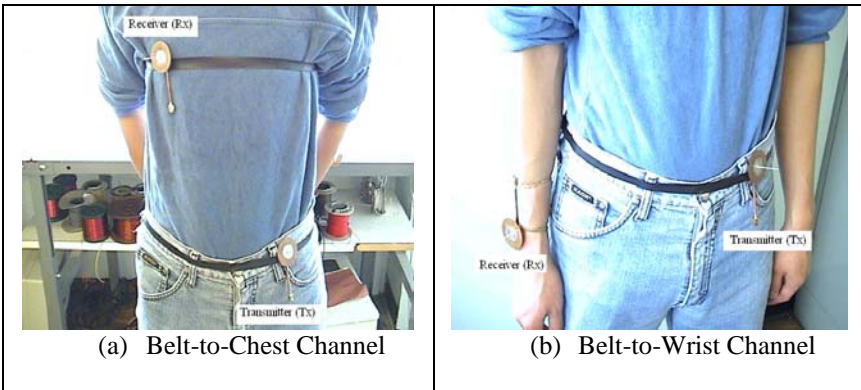 Receiver (Rx)
Transmitter (Tx)
(a) Belt-to-Chest Channel
Receiver (Rx)
Transmitter (Tx)
(b) Belt-to-Wrist Channel